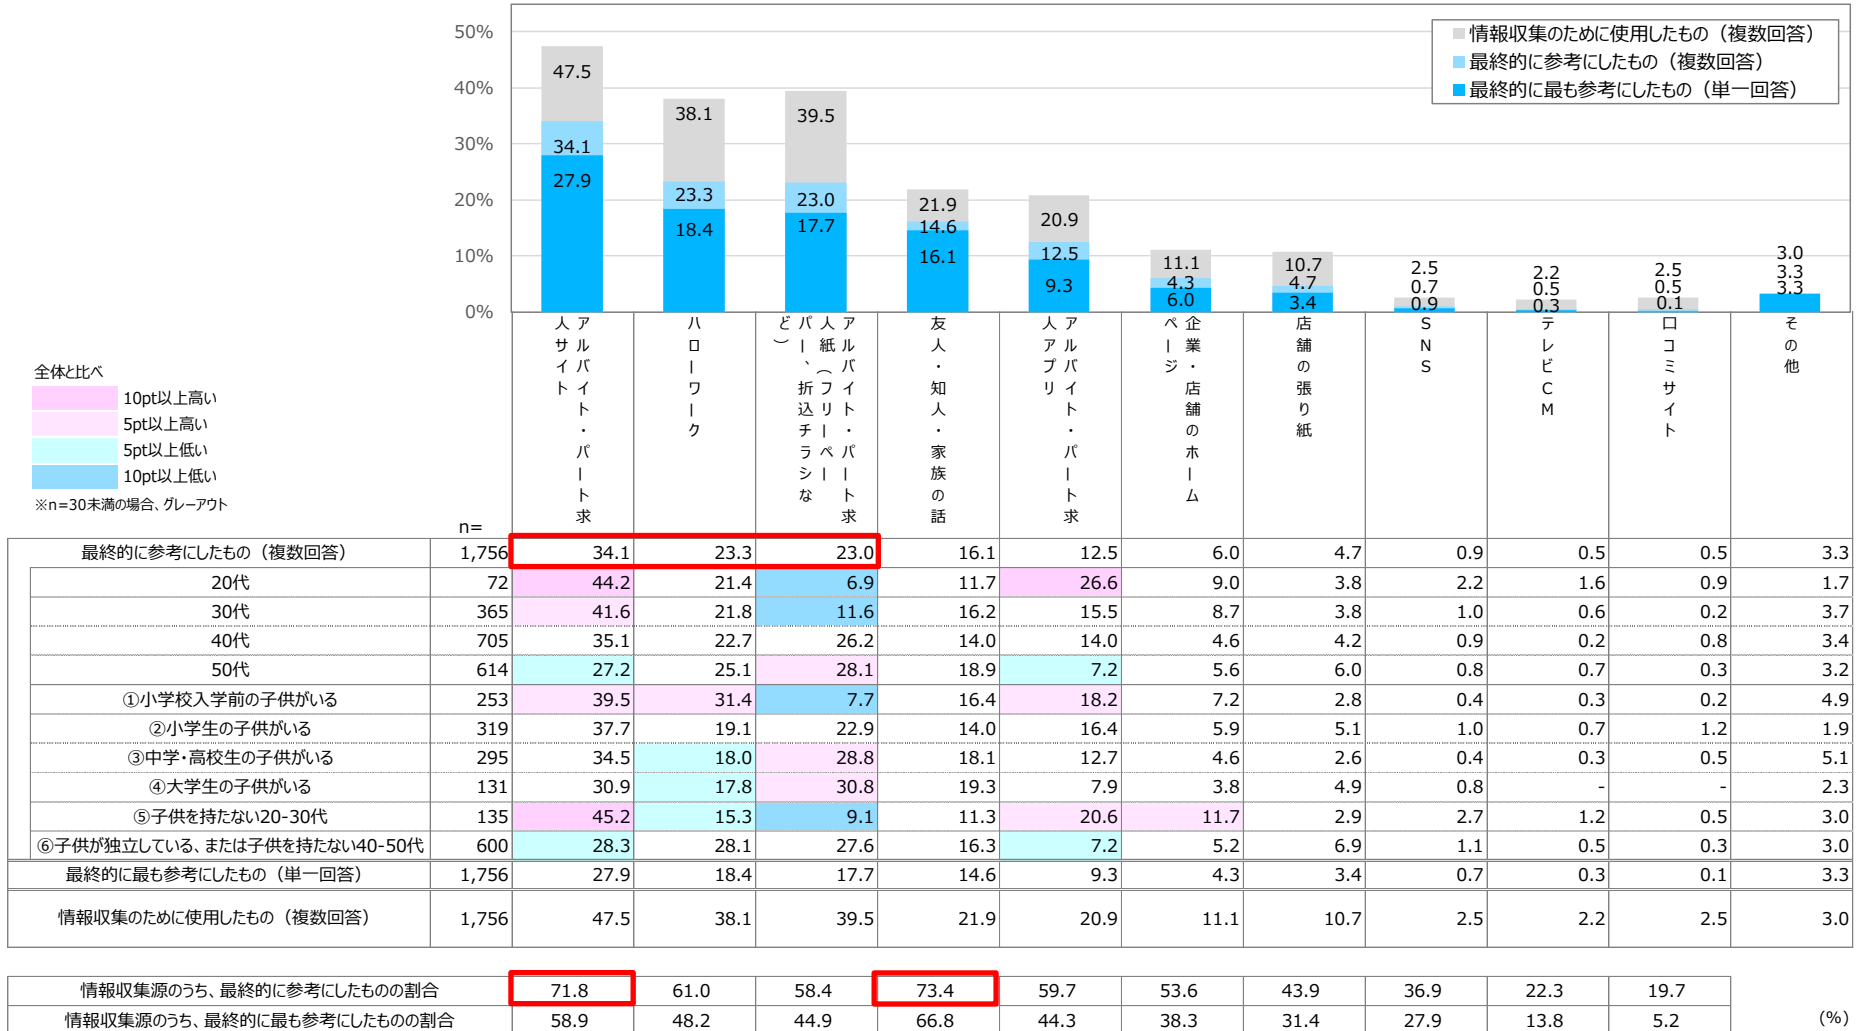 50%
40%
30%
20%
10%
0%
情報収集のために使用したもの（複数回答）
最終的に参考にしたもの（複数回答）
最終的に最も参考にしたもの（単一回答）
47.5
34.1
27.9
38.1
23.3
18.4
39.5
23.0
17.7
21.9
14.6
16.1
20.9
12.5
9.3
11.1
4.3
6.0
10.7
4.7
3.4
2.5
0.7
0.9
2.2
0.5
0.3
2.5
0.5
0.1
3.0
3.3
3.3
アルバイト・パート求
人サイト
ハローワーク
アルバイト・パート求
人紙（フリーペー
パー、折込チラシな
ど）
友人・知人・家族の話
アルバイト・パート求
人アプリ
企業・店舗のホーム
ページ
店舗の張り紙
SNS
テレビCM
口コミサイト
その他
全体と比べ
10pt以上高い
5pt以上高い
5pt以上低い
10pt以上低い
※n=30未満の場合、グレーアウト
n=
最終的に参考にしたもの（複数回答） 1,756 34.1 23.3 23.0 16.1 12.5 6.0 4.7 0.9 0.5 0.5 3.3
20代 72 44.2 21.4 6.9 11.7 26.6 9.0 3.8 2.2 1.6 0.9 1.7
30代 365 41.6 21.8 11.6 16.2 15.5 8.7 3.8 1.0 0.6 0.2 3.7
40代 705 35.1 22.7 26.2 14.0 14.0 4.6 4.2 0.9 0.2 0.8 3.4
50代 614 27.2 25.1 28.1 18.9 7.2 5.6 6.0 0.8 0.7 0.3 3.2
①小学校入学前の子供がいる 253 39.5 31.4 7.7 16.4 18.2 7.2 2.8 0.4 0.3 0.2 4.9
②小学生の子供がいる 319 37.7 19.1 22.9 14.0 16.4 5.9 5.1 1.0 0.7 1.2 1.9
③中学・高校生の子供がいる 295 34.5 18.0 28.8 18.1 12.7 4.6 2.6 0.4 0.3 0.5 5.1
④大学生の子供がいる 131 30.9 17.8 30.8 19.3 7.9 3.8 4.9 0.8 - - 2.3
⑤子供を持たない20-30代 135 45.2 15.3 9.1 11.3 20.6 11.7 2.9 2.7 1.2 0.5 3.0
⑥子供が独立している、または子供を持たない40-50代 600 28.3 28.1 27.6 16.3 7.2 5.2 6.9 1.1 0.5 0.3 3.0
最終的に最も参考にしたもの（単一回答） 1,756 27.9 18.4 17.7 14.6 9.3 4.3 3.4 0.7 0.3 0.1 3.3
情報収集のために使用したもの（複数回答） 1,756 47.5 38.1 39.5 21.9 20.9 11.1 10.7 2.5 2.2 2.5 3.0
情報収集源のうち、最終的に参考にしたものの割合 71.8 61.0 58.4 73.4 59.7 53.6 43.9 36.9 22.3 19.7
情報収集源のうち、最終的に最も参考にしたものの割合 58.9 48.2 44.9 66.8 44.3 38.3 31.4 27.9 13.8 5.2 (%)